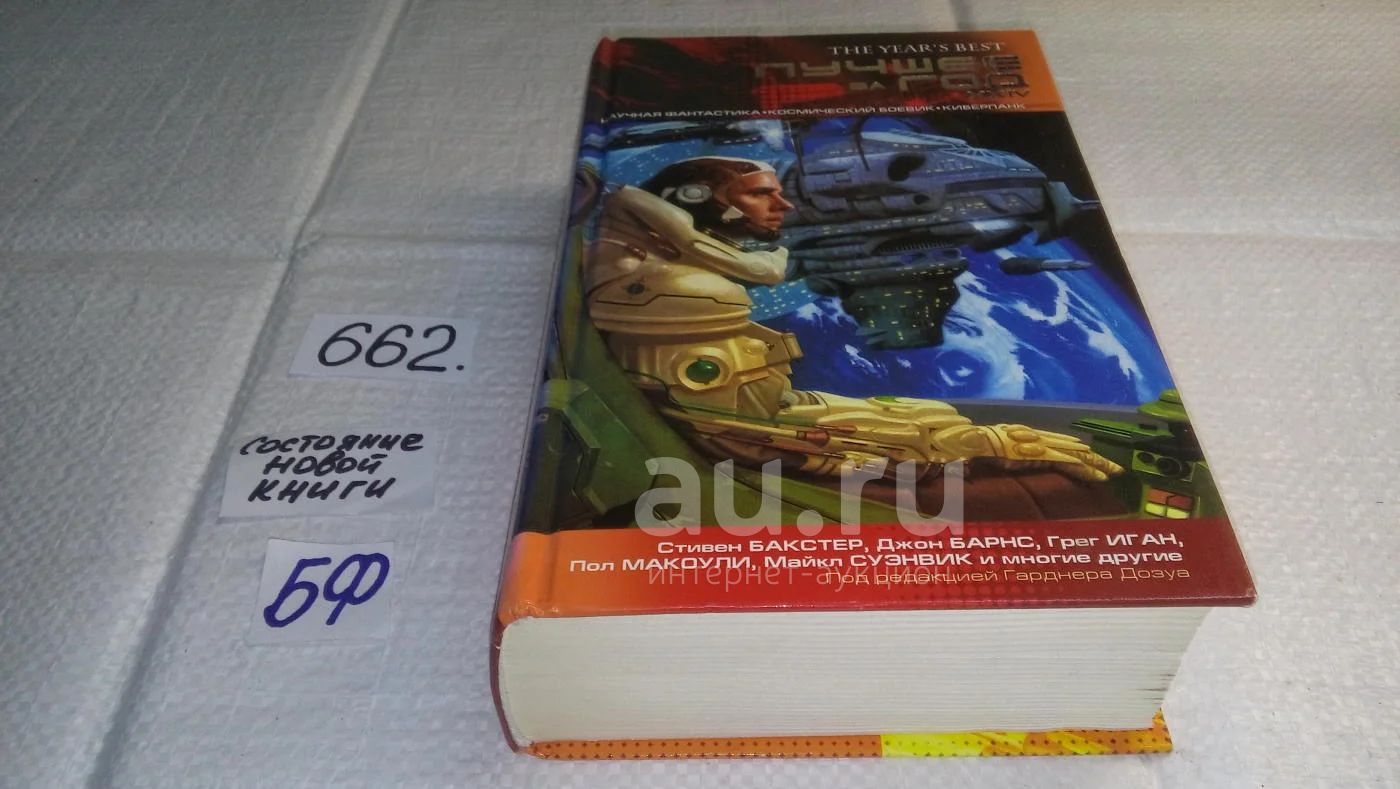 THE YEAR'S BEST
ЛУЧШЕЕ
ЗА ГОД
НАУЧНАЯ ФАНТАСТИКА•КОСМИЧЕСКИЙ БОЕВИК•КИБЕРПАНК
662.
состояние
новой
книги
БФ
au.ru
Стивен БАКСТЕР, Джон БАРНС, Грег ИГАН,
Пол МАКОУЛИ, Майкл СУЭНВИК и многие другие
интернет-аукцион
Под редакцией Гарднера Дозуа